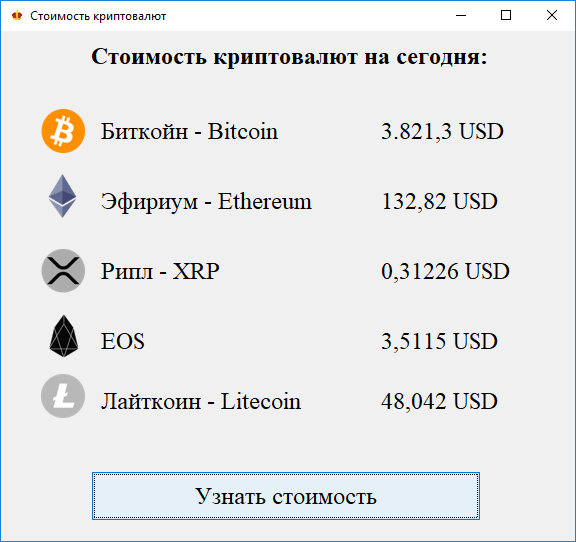 Стоимость криптовалют
Стоимость криптовалют на сегодня:
Биткойн - Bitcoin 3.821,3 USD
Эфириум - Ethereum 132,82 USD
Рипл - XRP 0,31226 USD
EOS 3,5115 USD
Лайткоин - Litecoin 48,042 USD
Узнать стоимость